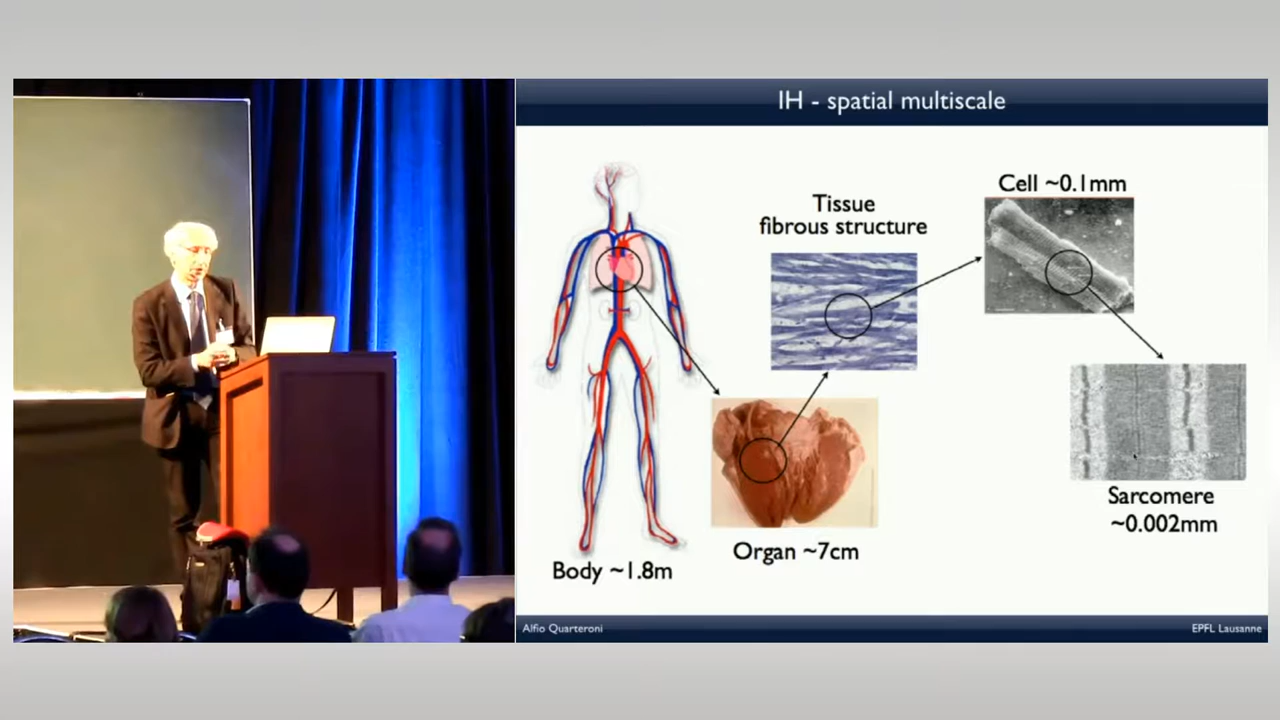 IH - spatial multiscale
Cell ~0.1mm
Tissue
fibrous structure
Sarcomere
~0.002mm
Organ ~7cm
Body ~1.8m
Alfio Quarteroni
EPFL Lausanne